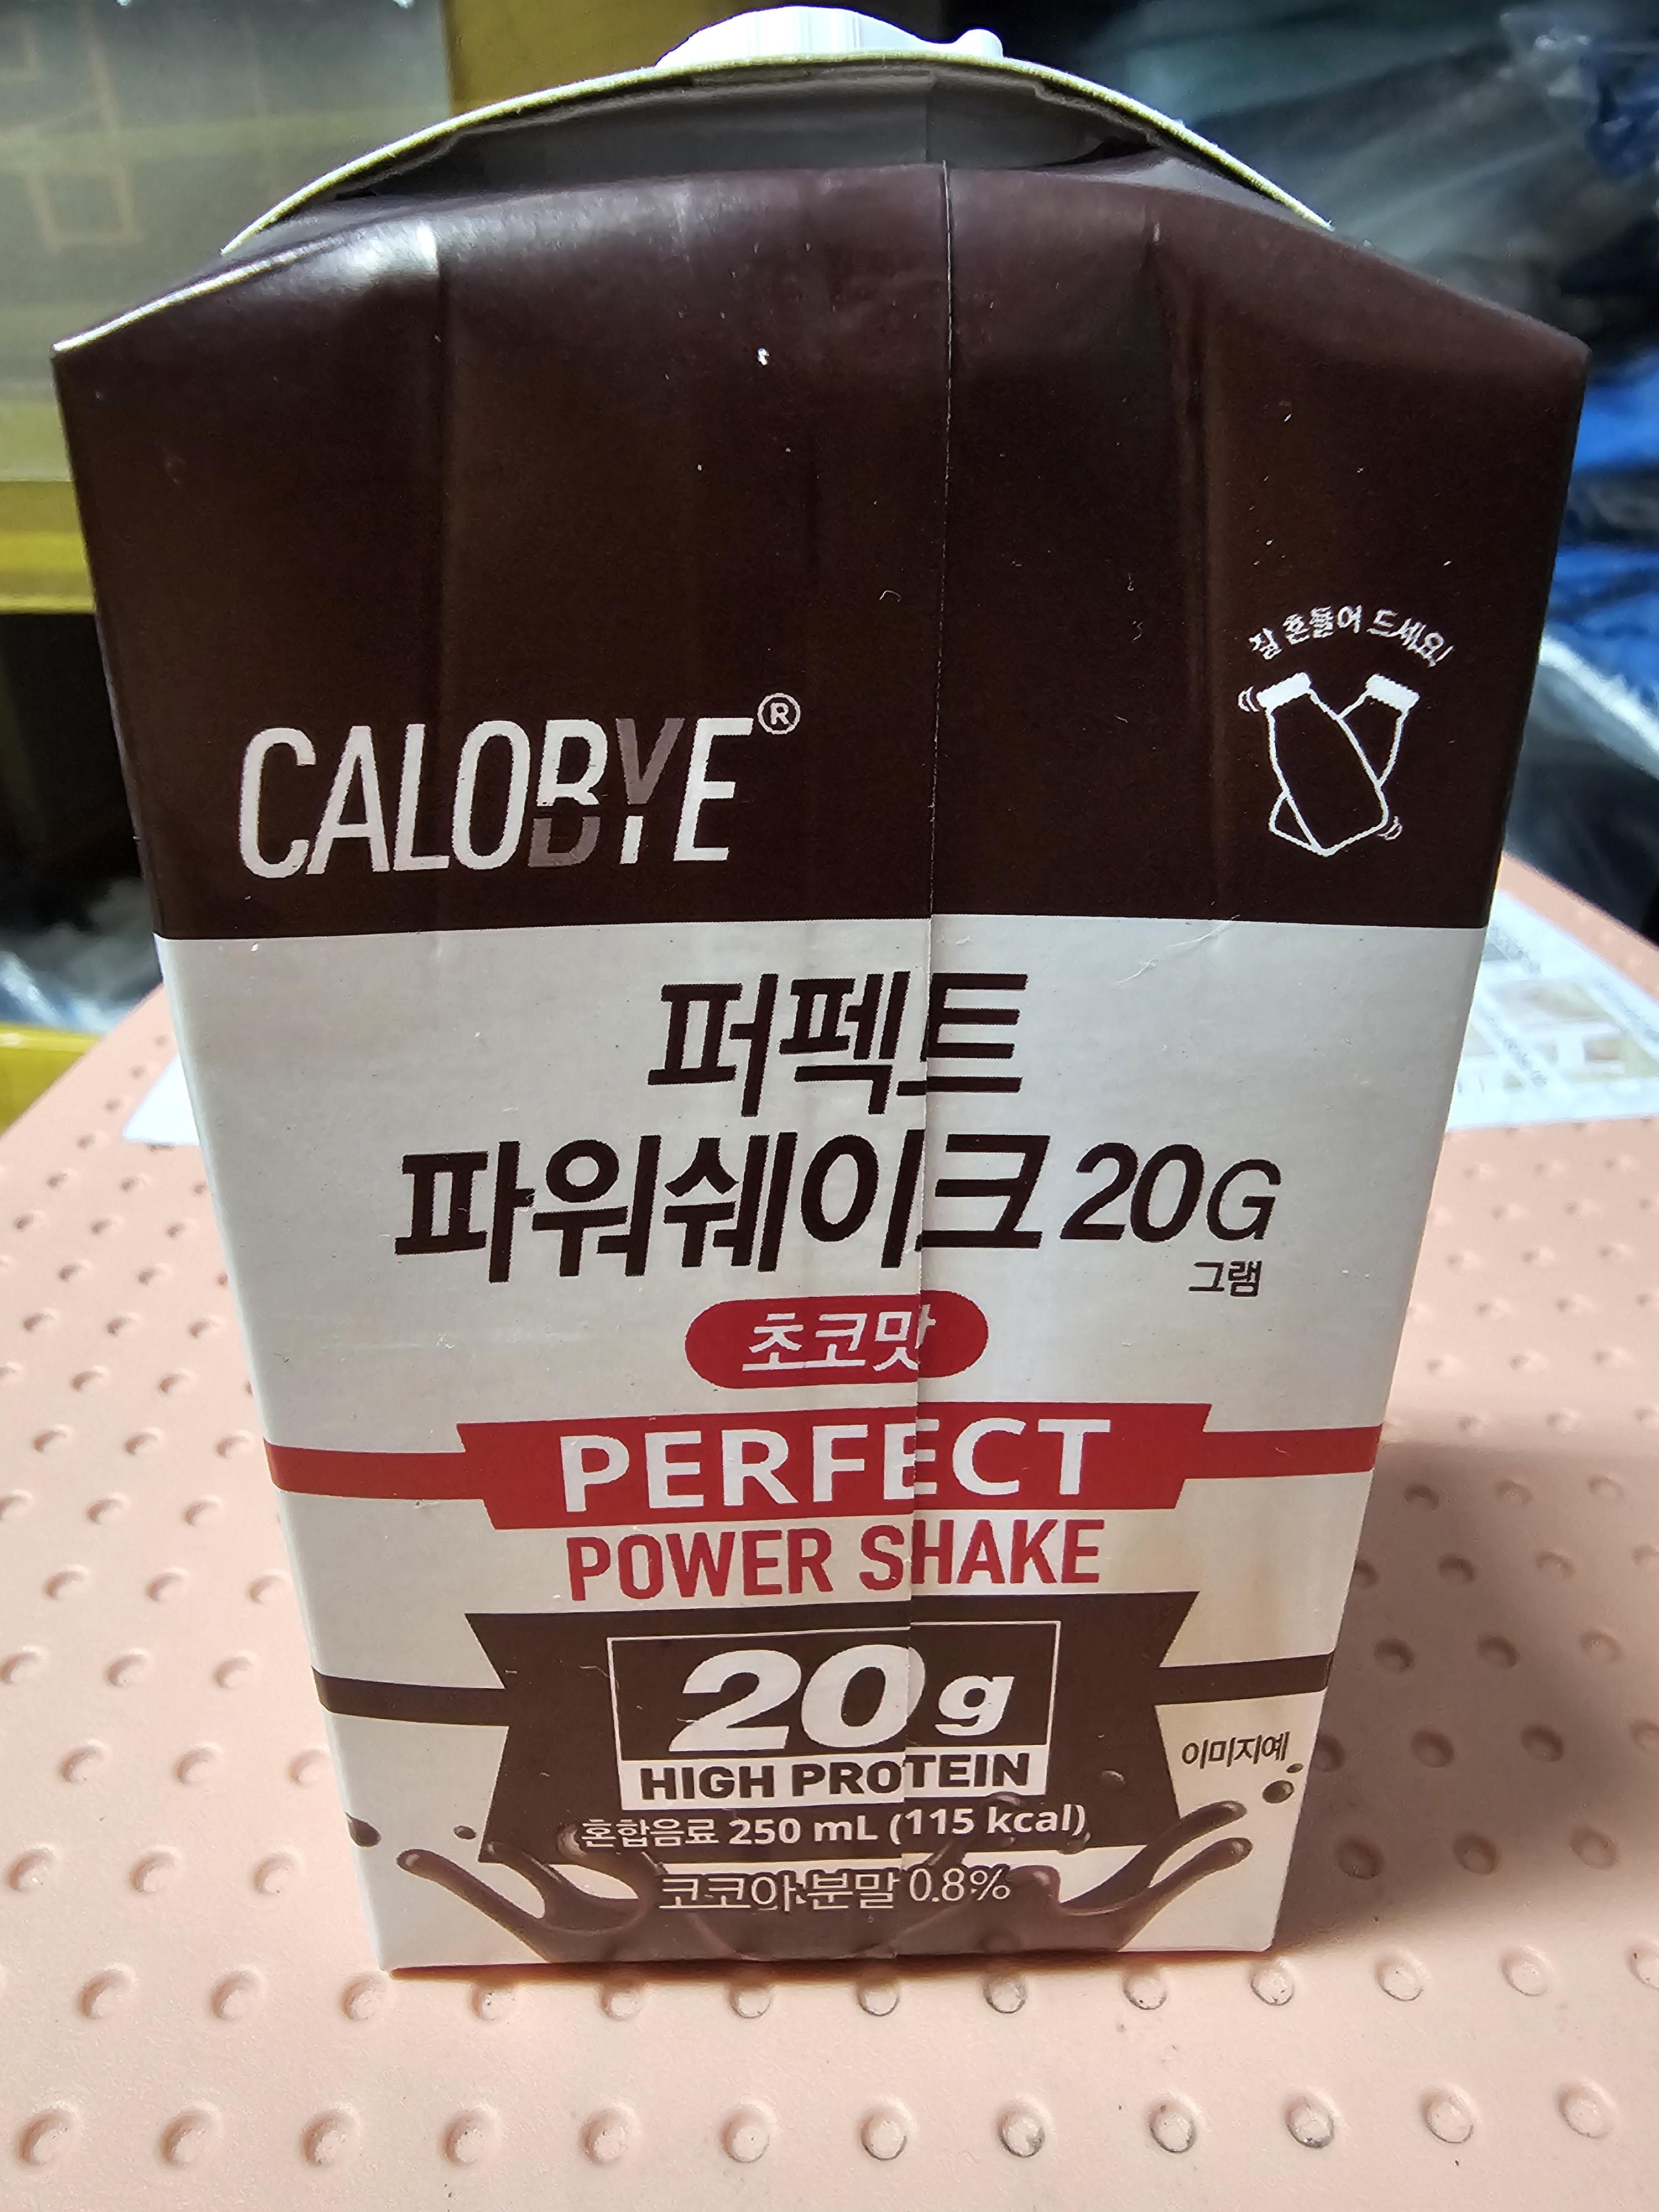 잘 흔들어 드세요!
CALOBYE®
퍼펙트
파워쉐이크 20G
그램
초코맛
PERFECT
POWER SHAKE
20g
HIGH PROTEIN
이미지예
혼합음료 250 mL (115 kcal)
코코아분말 0.8%